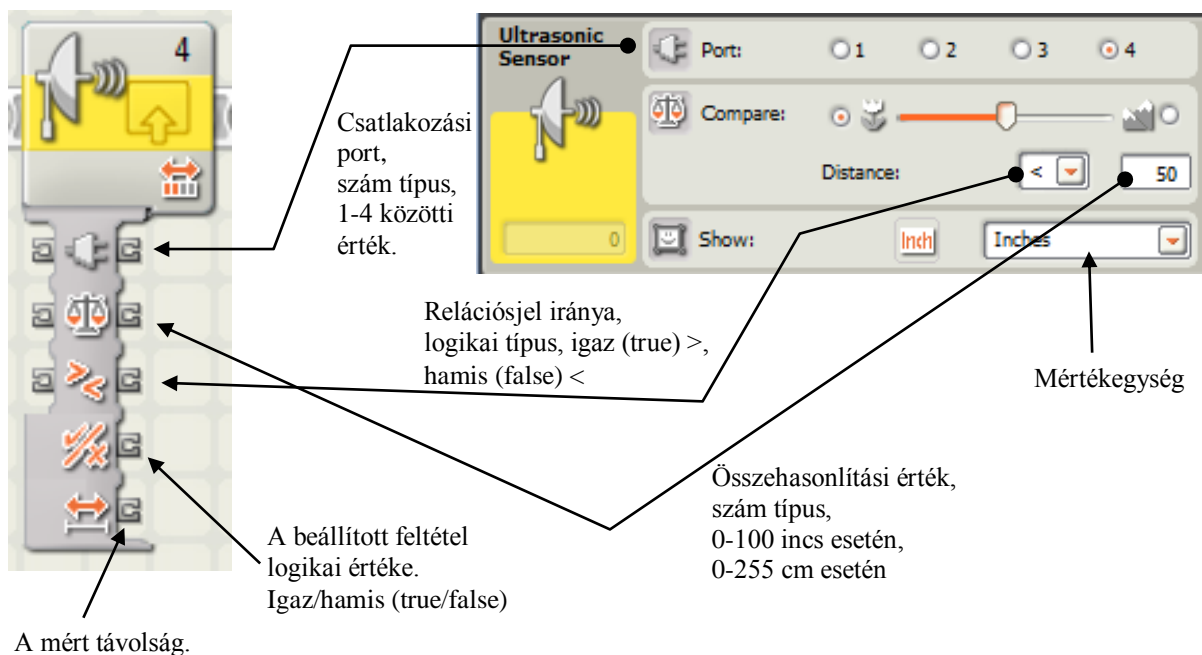 4
Csatlakozási
port,
szám típus,
1-4 közötti
érték.
Ultrasonic
Sensor
0
Port:
1 2 3 4
Compare:
Distance: < 50
Show: Inch Inches
Relációsjel iránya,
logikai típus, igaz (true) >,
hamis (false) <
Mértékegység
Összehasonlítási érték,
szám típus,
0-100 incs esetén,
0-255 cm esetén
A beállított feltétel
logikai értéke.
Igaz/hamis (true/false)
A mért távolság.